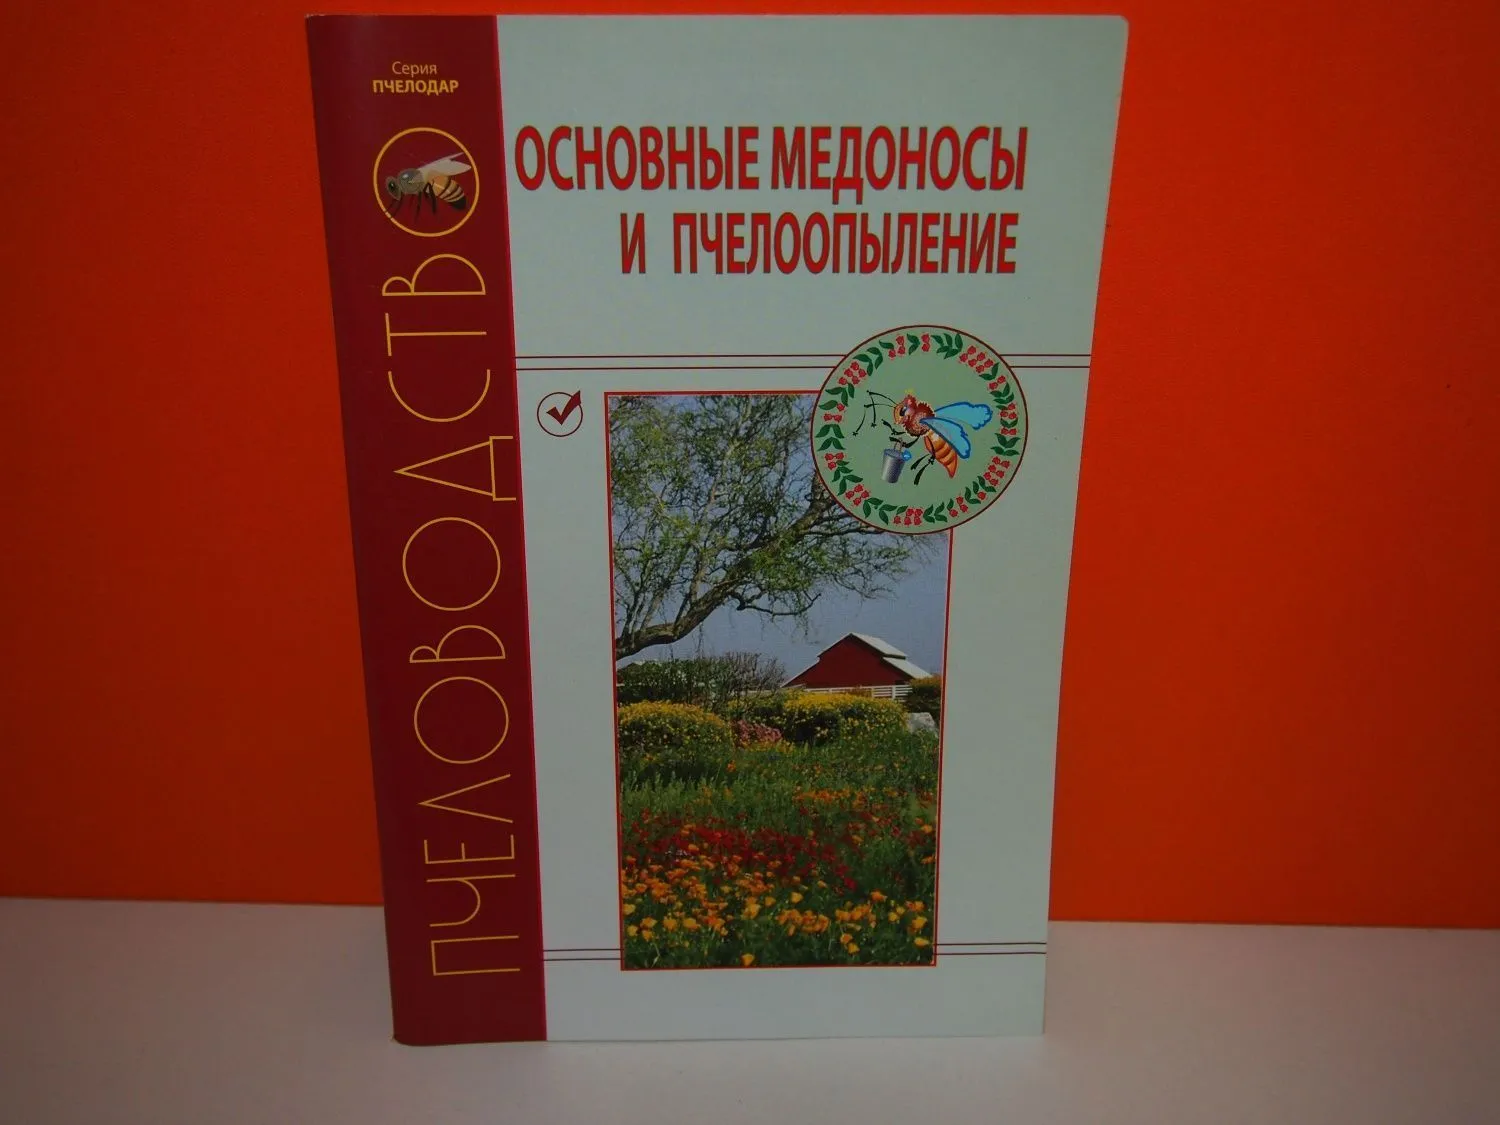 Серия
ПЧЕЛОДАР
ПЧЕЛОВОДСТВО
ОСНОВНЫЕ МЕДОНОСЫ
И ПЧЕЛООПЫЛЕНИЕ